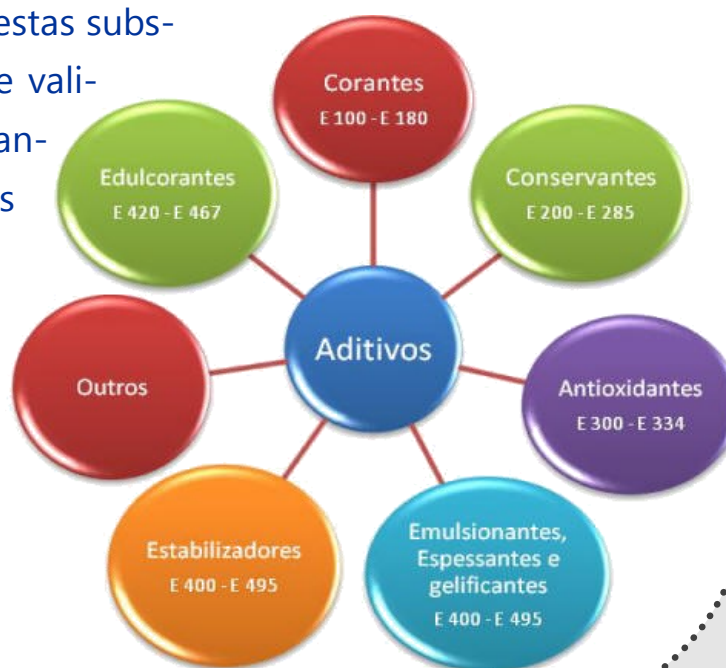 estas subs-
e vali-
an-
s
Corantes
E 100 - E 180
Conservantes
E 200 - E 285
Antioxidantes
E 300 - E 334
Emulsionantes,
Espessantes e
gelificantes
E 400 - E 495
Estabilizadores
E 400 - E 495
Outros
Edulcorantes
E 420 - E 467
Aditivos